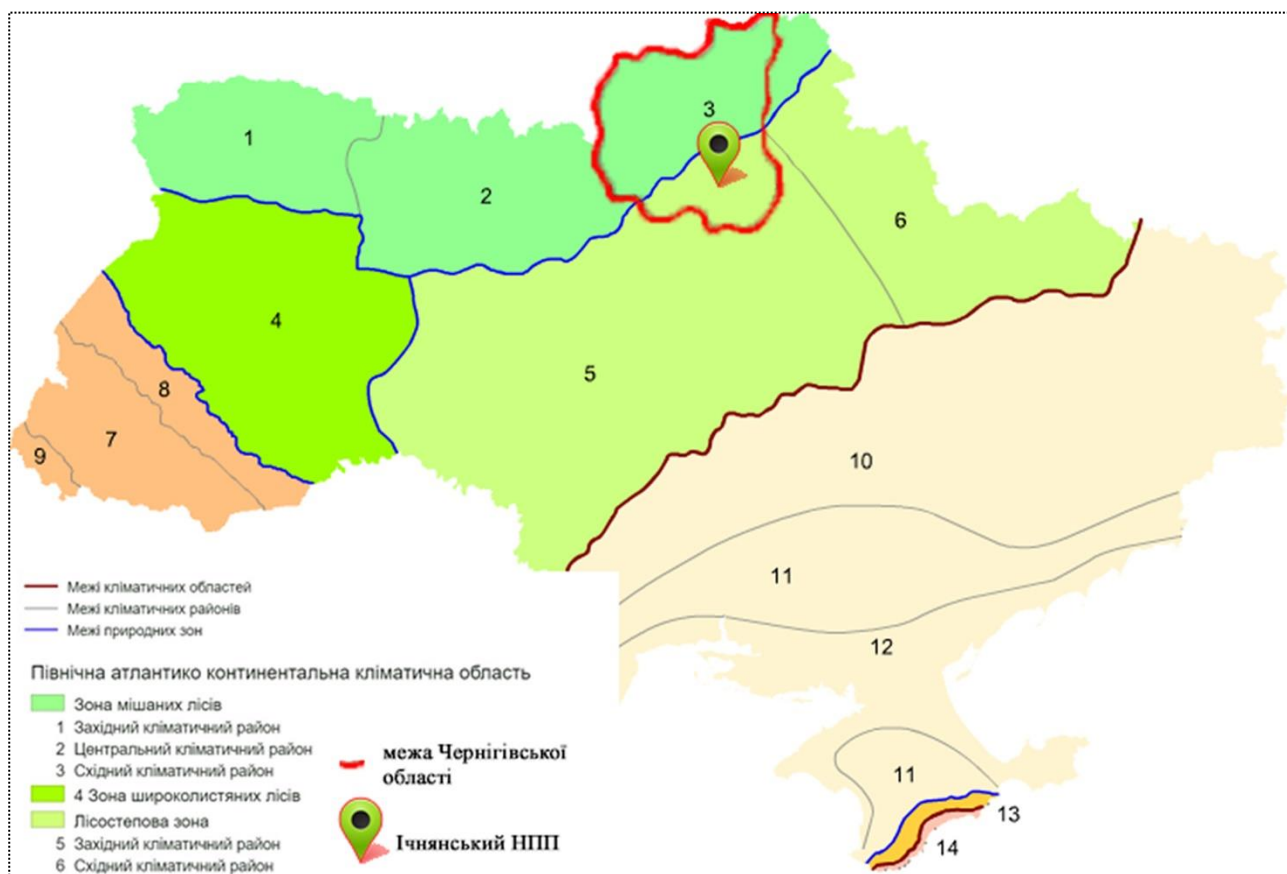 1
2
3
4
5
6
7
8
9
10
11
12
11
13
14
Межі кліматичних областей
Межі кліматичних районів
Межі природних зон
Північна атлантико континентальна кліматична область
Зона мішаних лісів
1 Західний кліматичний район
2 Центральний кліматичний район
3 Східний кліматичний район
4 Зона широколистяних лісів
Лісостепова зона
5 Західний кліматичний район
6 Східний кліматичний район
межа Чернігівської
області
Ічнянський НПП